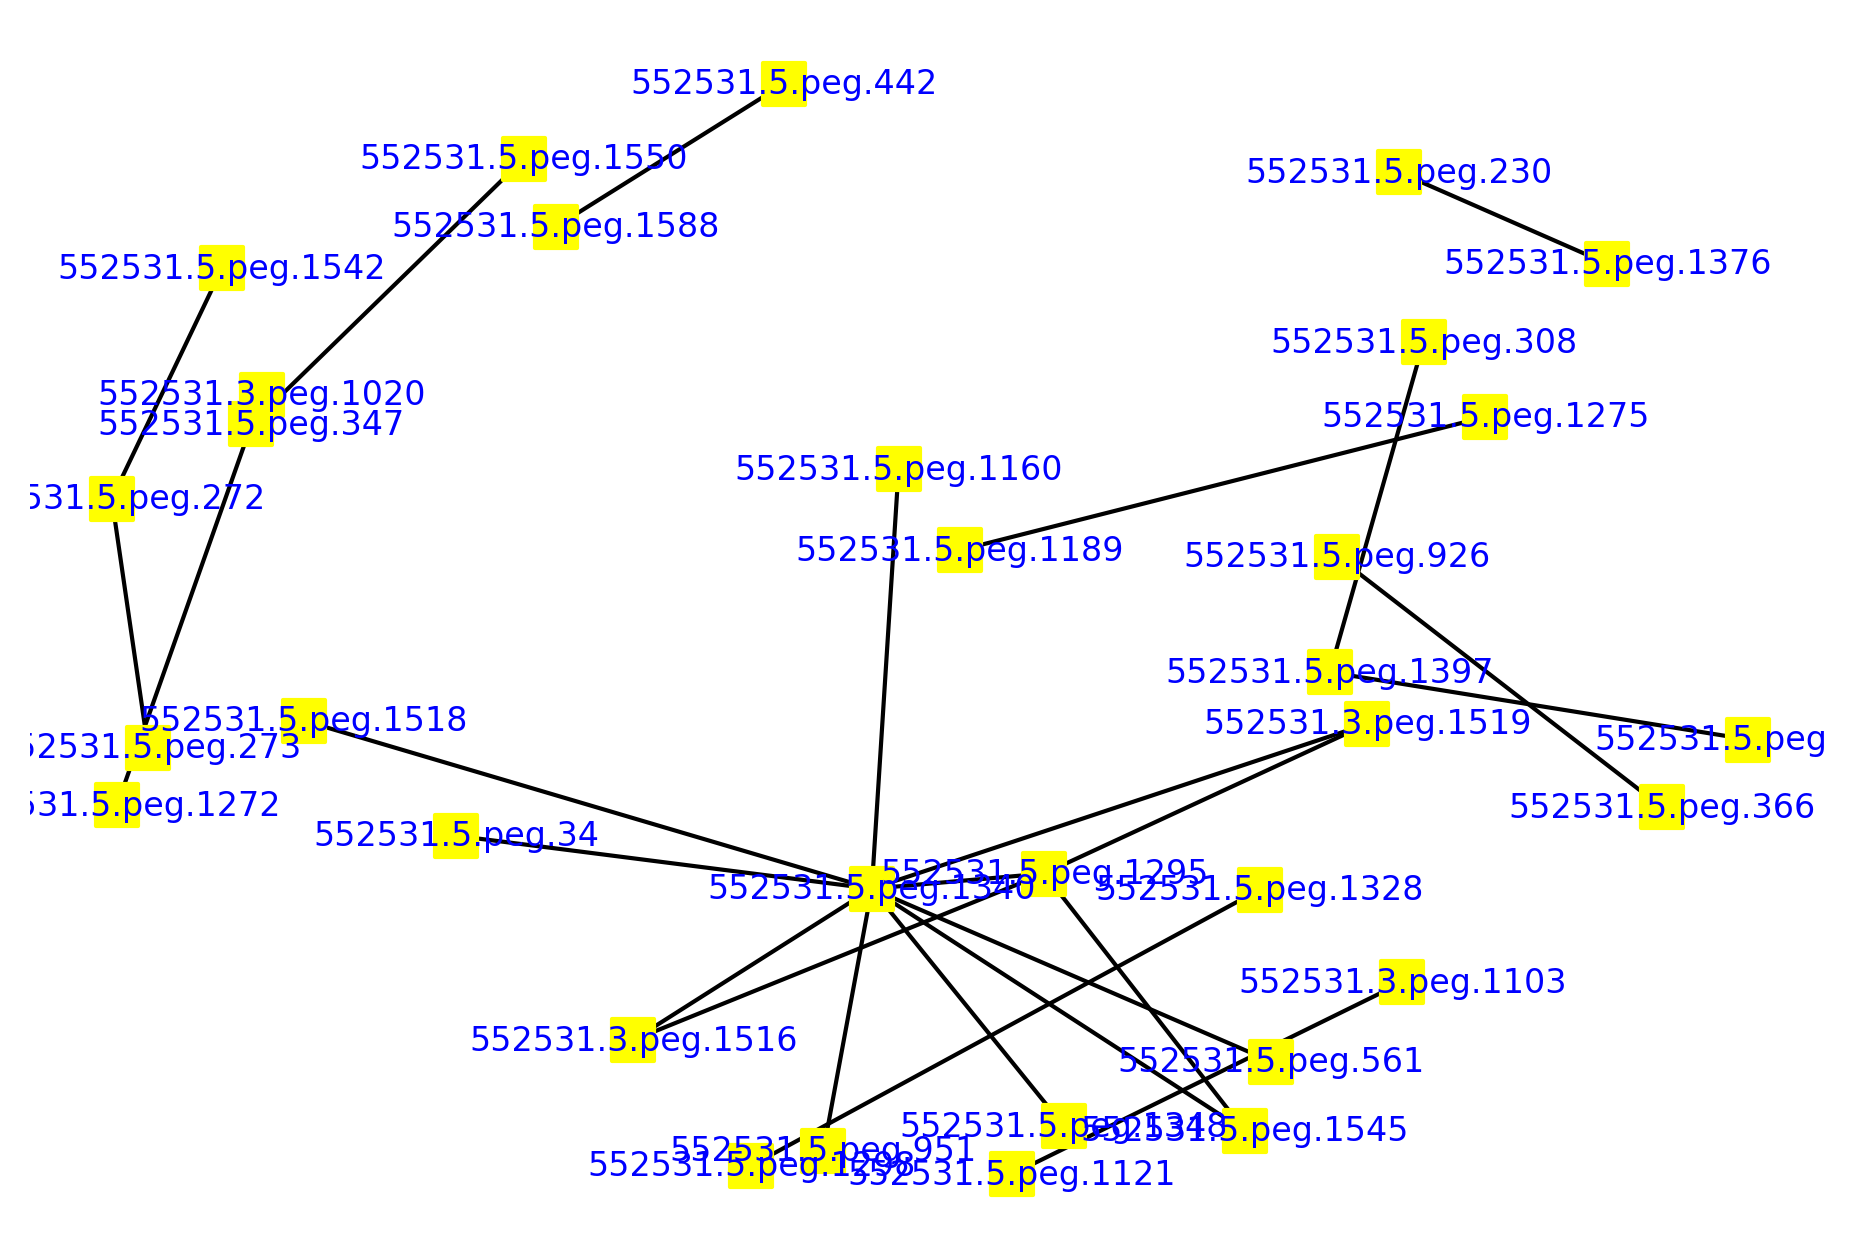 552531.5.peg.442
552531.5.peg.1550
552531.5.peg.230
552531.5.peg.1588
552531.5.peg.1376
552531.5.peg.1542
552531.5.peg.308
552531.3.peg.1020
552531.5.peg.1275
552531.5.peg.347
552531.5.peg.1160
531.5.peg.272
552531.5.peg.1189
552531.5.peg.926
552531.5.peg.1397
552531.5.peg.1518
552531.3.peg.1519
552531.5.peg
52531.5.peg.273
531.5.peg.1272
552531.5.peg.366
552531.5.peg.34
552531.5.peg.1295
552531.5.peg.1340
552531.5.peg.1328
552531.3.peg.1103
552531.3.peg.1516
552531.5.peg.561
552531.5.peg.1348
552531.5.peg.1545
552531.5.peg.951
552531.5.peg.1298
552531.5.peg.1121